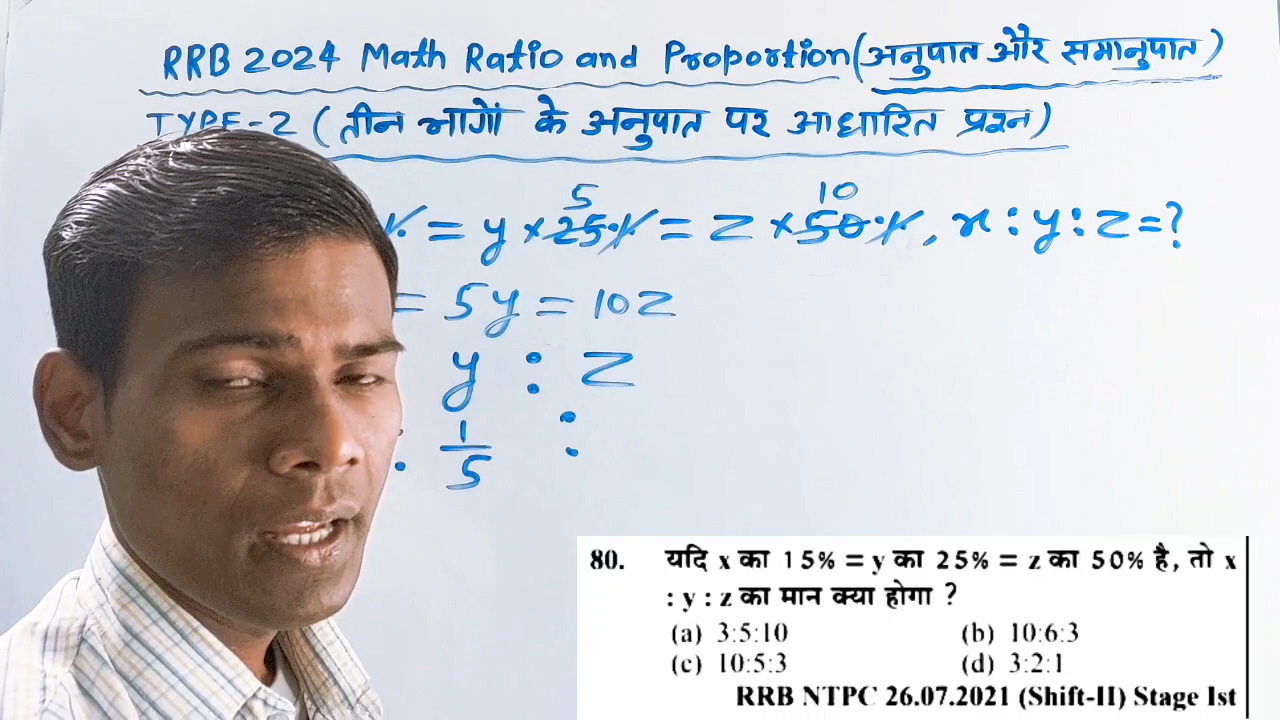 RRB 2024 Math Ratio and Proportion (अनुपात और समानुपात)
TYPE-2 (तीन भागों के अनुपात पर आधारित प्रश्न)
5 10
% = y × 25% = z × 50%, x : y : z = ?
= 5y = 10z
y : z
: 1/5 :
80. यदि x का 15% = y का 25% = z का 50% है, तो x
: y : z का मान क्या होगा ?
(a) 3:5:10 (b) 10:6:3
(c) 10:5:3 (d) 3:2:1
RRB NTPC 26.07.2021 (Shift-II) Stage Ist